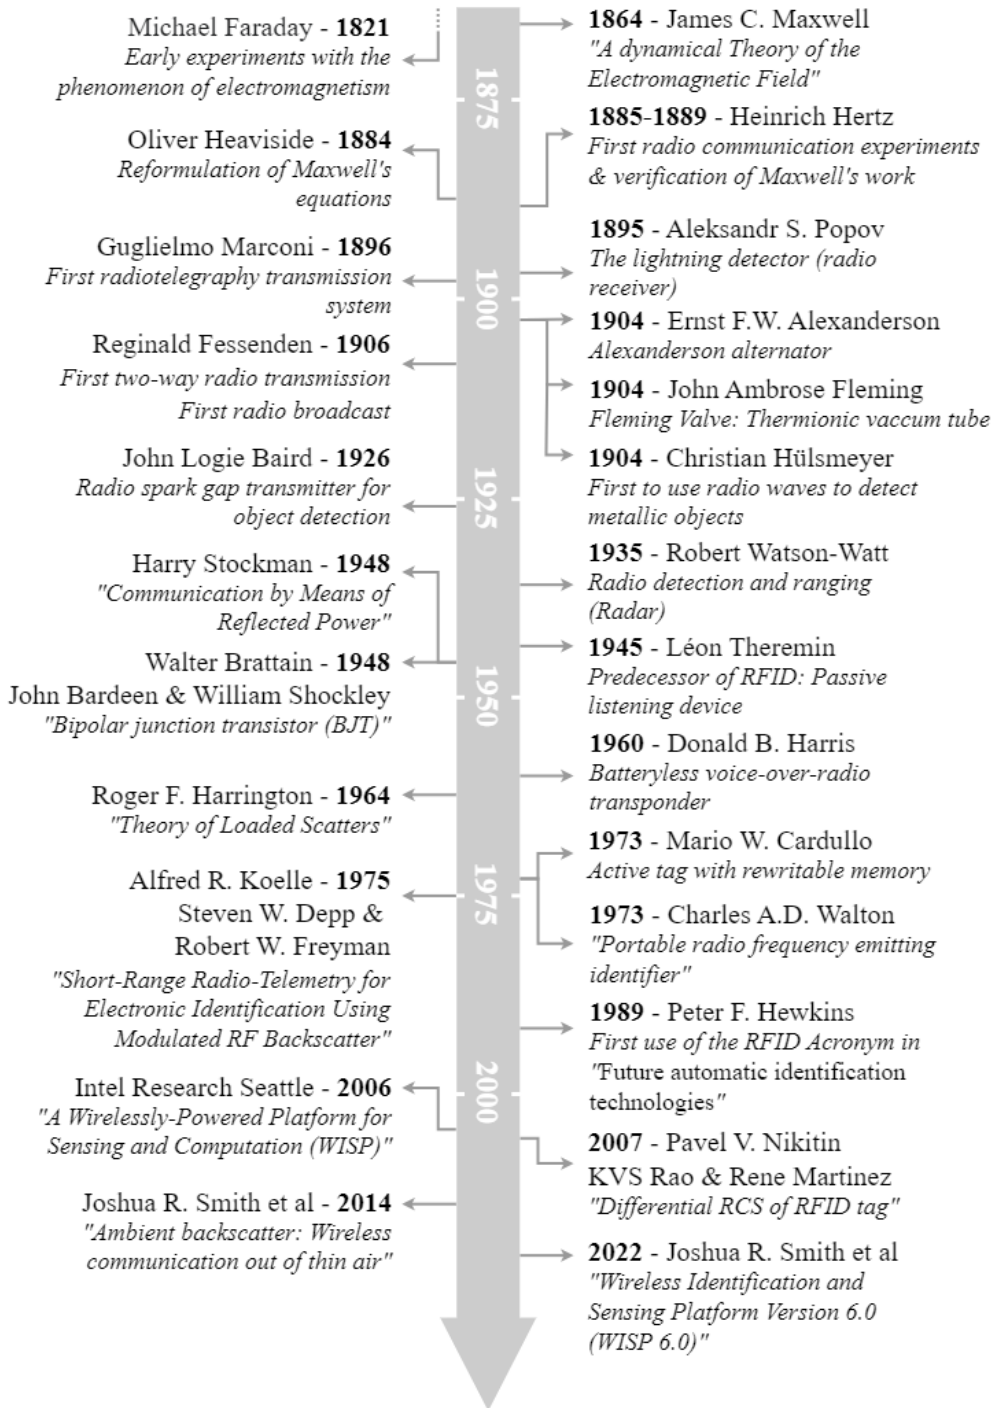 Michael Faraday - 1821
Early experiments with the
phenomenon of electromagnetism
1864 - James C. Maxwell
"A dynamical Theory of the
Electromagnetic Field"
1875
Oliver Heaviside - 1884
Reformulation of Maxwell's
equations
1885-1889 - Heinrich Hertz
First radio communication experiments
& verification of Maxwell's work
Guglielmo Marconi - 1896
First radiotelegraphy transmission
system
1895 - Aleksandr S. Popov
The lightning detector (radio
receiver)
1900
1904 - Ernst F.W. Alexanderson
Alexanderson alternator
Reginald Fessenden - 1906
First two-way radio transmission
First radio broadcast
1904 - John Ambrose Fleming
Fleming Valve: Thermionic vaccum tube
John Logie Baird - 1926
Radio spark gap transmitter for
object detection
1904 - Christian Hülsmeyer
First to use radio waves to detect
metallic objects
1925
Harry Stockman - 1948
"Communication by Means of
Reflected Power"
1935 - Robert Watson-Watt
Radio detection and ranging
(Radar)
Walter Brattain - 1948
John Bardeen & William Shockley
"Bipolar junction transistor (BJT)"
1945 - Léon Theremin
Predecessor of RFID: Passive
listening device
1950
1960 - Donald B. Harris
Batteryless voice-over-radio
transponder
Roger F. Harrington - 1964
"Theory of Loaded Scatters"
1973 - Mario W. Cardullo
Active tag with rewritable memory
Alfred R. Koelle - 1975
Steven W. Depp &
Robert W. Freyman
"Short-Range Radio-Telemetry for
Electronic Identification Using
Modulated RF Backscatter"
1975
1973 - Charles A.D. Walton
"Portable radio frequency emitting
identifier"
1989 - Peter F. Hewkins
First use of the RFID Acronym in
"Future automatic identification
technologies"
Intel Research Seattle - 2006
"A Wirelessly-Powered Platform for
Sensing and Computation (WISP)"
2000
2007 - Pavel V. Nikitin
KVS Rao & Rene Martinez
"Differential RCS of RFID tag"
Joshua R. Smith et al - 2014
"Ambient backscatter: Wireless
communication out of thin air"
2022 - Joshua R. Smith et al
"Wireless Identification and
Sensing Platform Version 6.0
(WISP 6.0)"